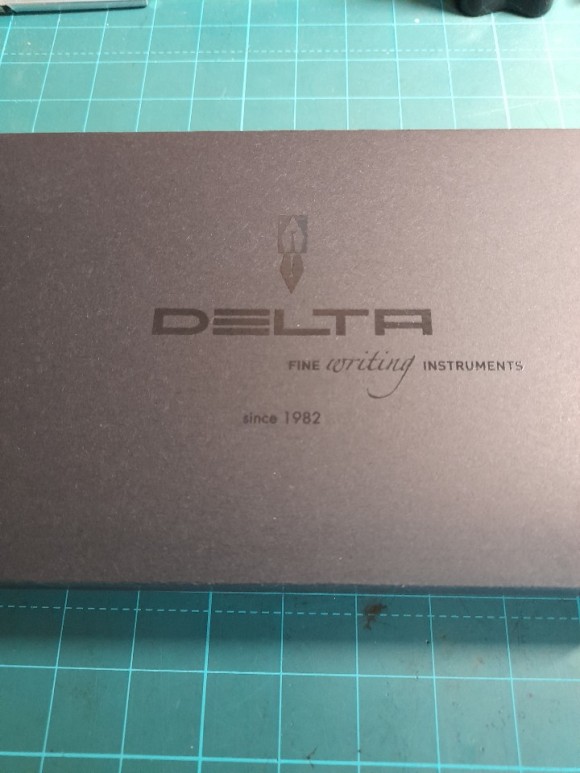 DELTA
FINE writing INSTRUMENTS
since 1982